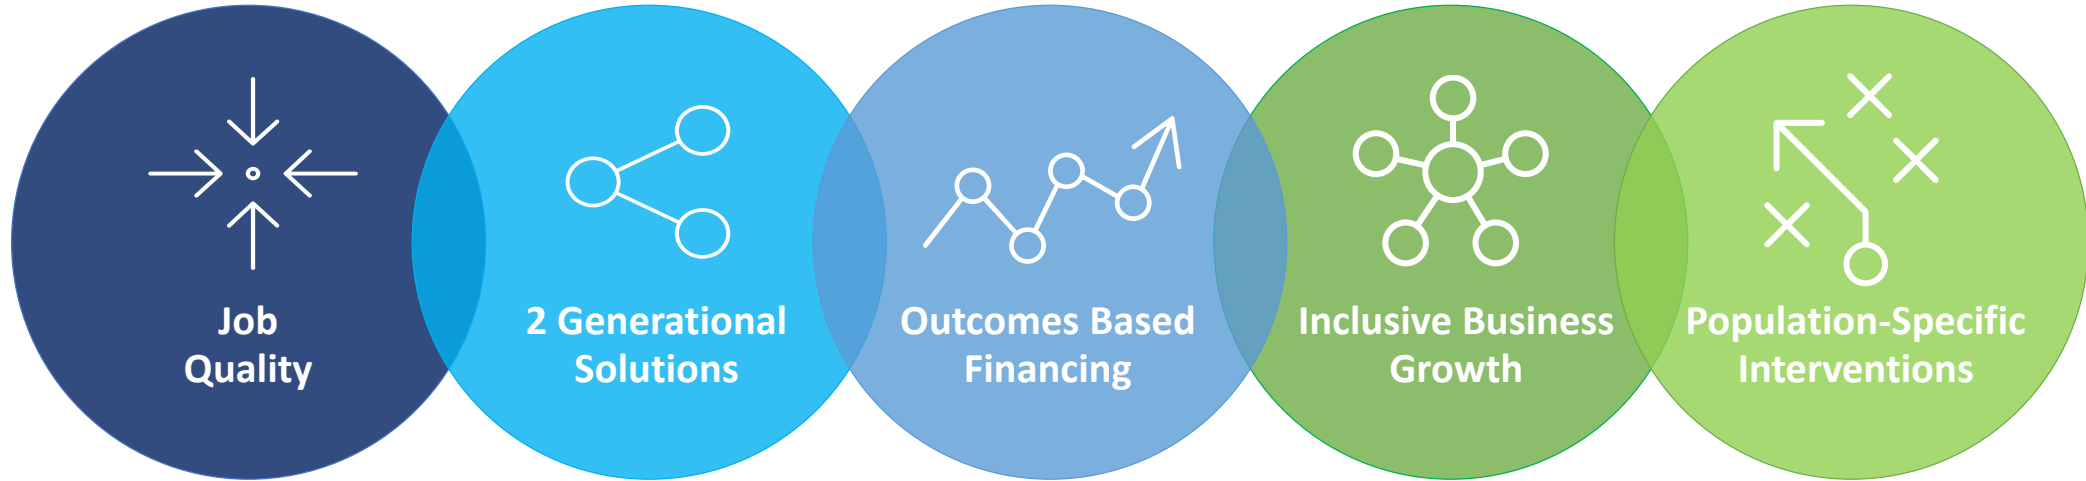 Job
Quality
2 Generational
Solutions
Outcomes Based
Financing
Inclusive Business
Growth
Population-Specific
Interventions